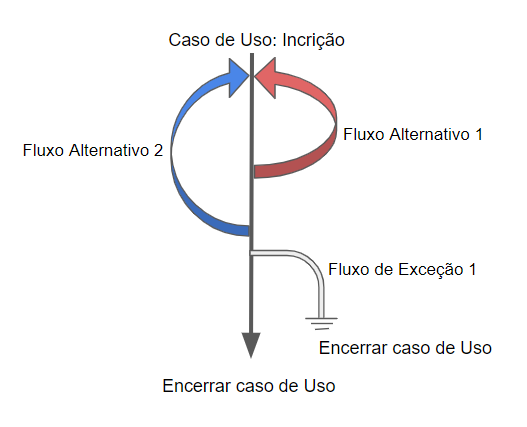 Caso de Uso: Incrição
Fluxo Alternativo 1
Fluxo Alternativo 2
Fluxo de Exceção 1
Encerrar caso de Uso
Encerrar caso de Uso